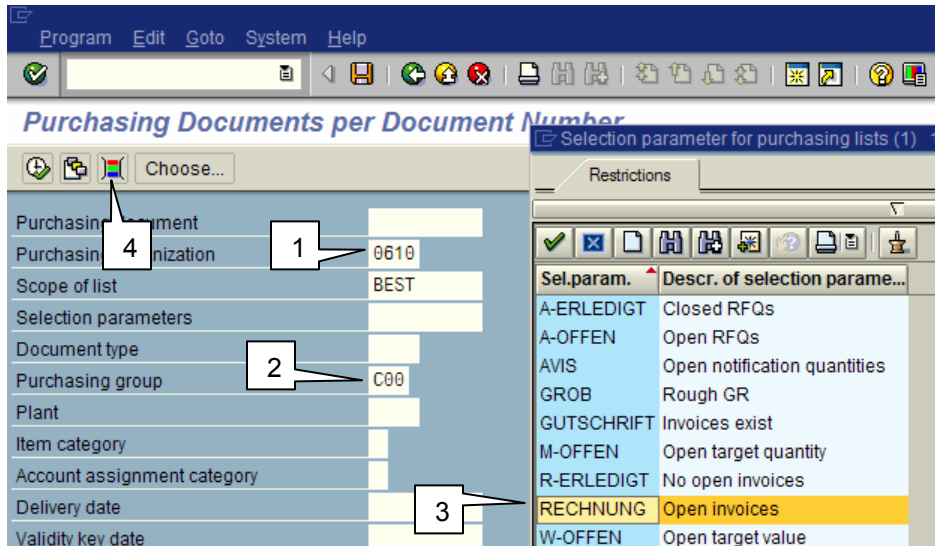 Program Edit Goto System Help
Purchasing Documents per Document Number
Choose...
Purchasing document
4
Purchasing nization
1
0610
Scope of list
BEST
Selection parameters
Document type
Purchasing group
2
C00
Plant
Item category
Account assignment category
Delivery date
Validity key date
Selection parameter for purchasing lists (1)
Restrictions
Sel.param. Descr. of selection parame...
A-ERLEDIGT Closed RFQs
A-OFFEN Open RFQs
AVIS Open notification quantities
GROB Rough GR
GUTSCHRIFT Invoices exist
M-OFFEN Open target quantity
R-ERLEDIGT No open invoices
3
RECHNUNG Open invoices
W-OFFEN Open target value